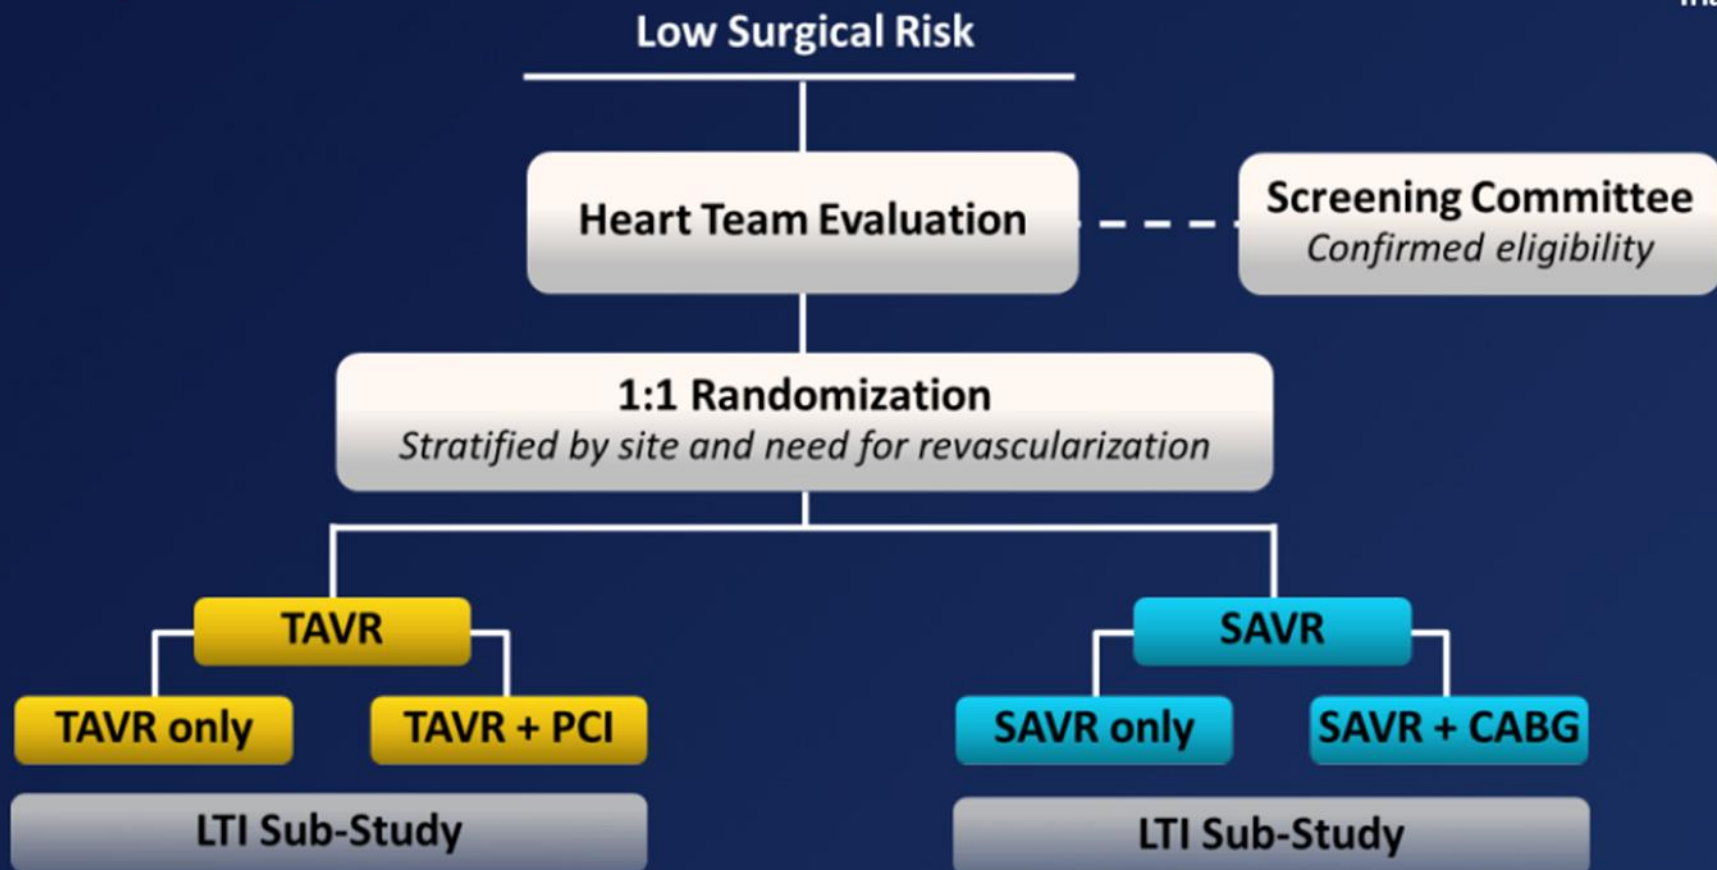 Low Surgical Risk
Heart Team Evaluation
Screening Committee
Confirmed eligibility
1:1 Randomization
Stratified by site and need for revascularization
TAVR
SAVR
TAVR only
TAVR + PCI
SAVR only
SAVR + CABG
LTI Sub-Study
LTI Sub-Study